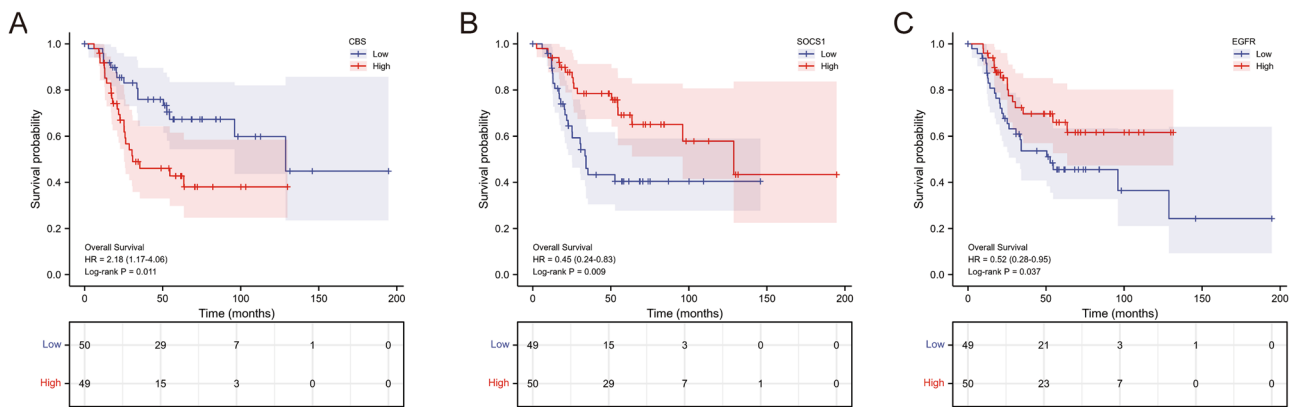 A
CBS
Low
High
Survival probability
1.0
0.8
0.6
0.4
0.2
0.0
Overall Survival
HR = 2.18 (1.17-4.06)
Log-rank P = 0.011
0 50 100 150 200
Time (months)
Low 50 29 7 1 0
High 49 15 3 0 0
B
SOCS1
Low
High
Survival probability
1.0
0.8
0.6
0.4
0.2
0.0
Overall Survival
HR = 0.45 (0.24-0.83)
Log-rank P = 0.009
0 50 100 150 200
Time (months)
Low 49 15 3 0 0
High 50 29 7 1 0
C
EGFR
Low
High
Survival probability
1.0
0.8
0.6
0.4
0.2
0.0
Overall Survival
HR = 0.52 (0.28-0.95)
Log-rank P = 0.037
0 50 100 150 200
Time (months)
Low 49 21 3 1 0
High 50 23 7 0 0